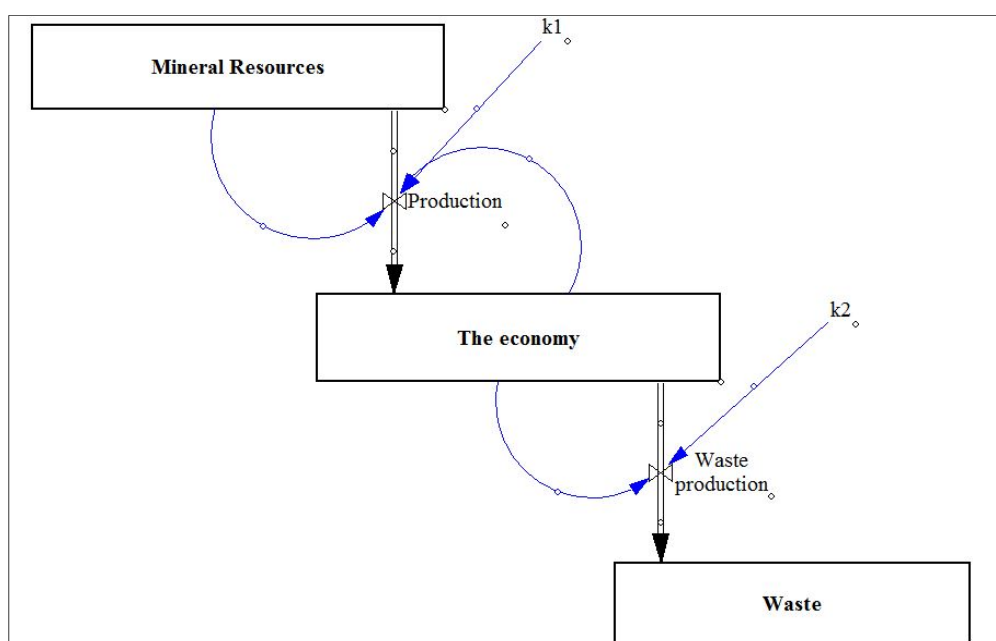 k1
Mineral Resources
Production
k2
The economy
Waste
production
Waste